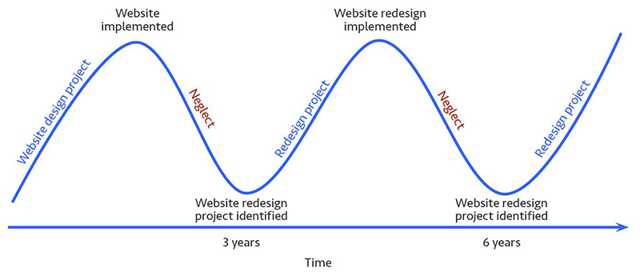 Website
implemented
Website redesign
implemented
Website design project
Neglect
Redesign project
Neglect
Redesign project
Website redesign
project identified
Website redesign
project identified
3 years
6 years
Time